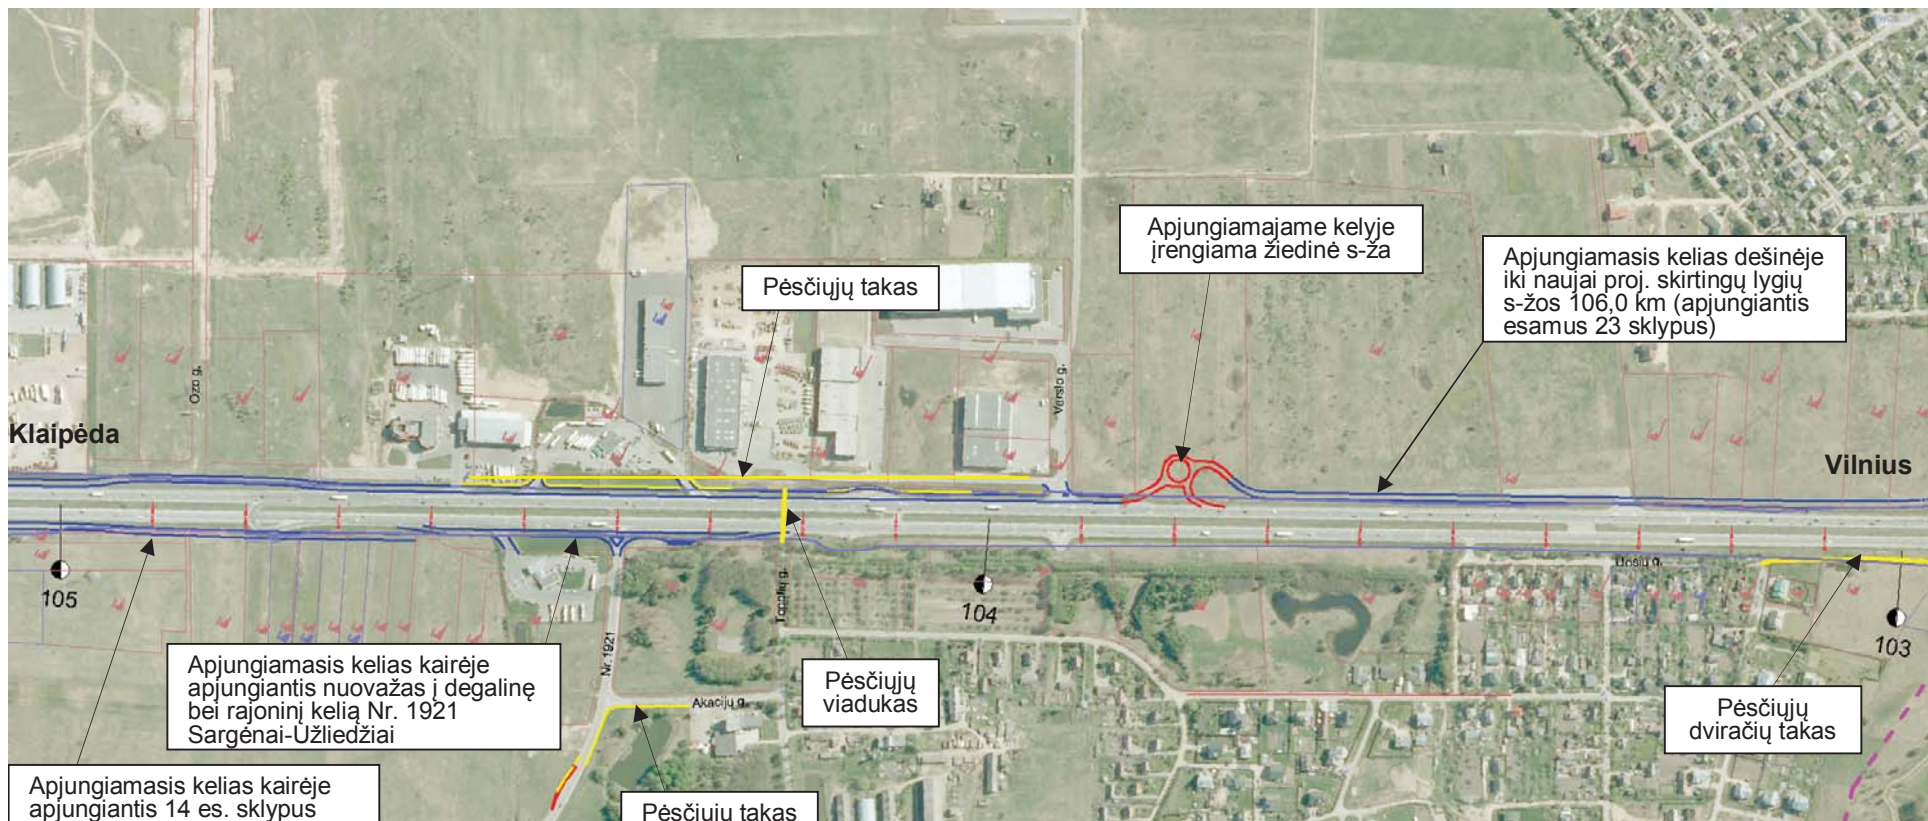 Apjungiamajame kelyje
įrengiama žiedinė s-ža
Apjungiamasis kelias dešinėje
iki naujai proj. skirtingų lygių
s-žos 106,0 km (apjungiantis
esamus 23 sklypus)
Pėsčiųjų takas
Ozo g.
Verslo g.
Klaipėda
Vilnius
105
104
103
Uosių g.
Topolių g.
Nr. 1921
Akacijų g.
Apjungiamasis kelias kairėje
apjungiantis nuovažas į degalinę
bei rajoninį kelią Nr. 1921
Sargėnai-Užliedžiai
Pėsčiųjų
viadukas
Pėsčiųjų
dviračių takas
Apjungiamasis kelias kairėje
apjungiantis 14 es. sklypus
Pėsčiųjų takas